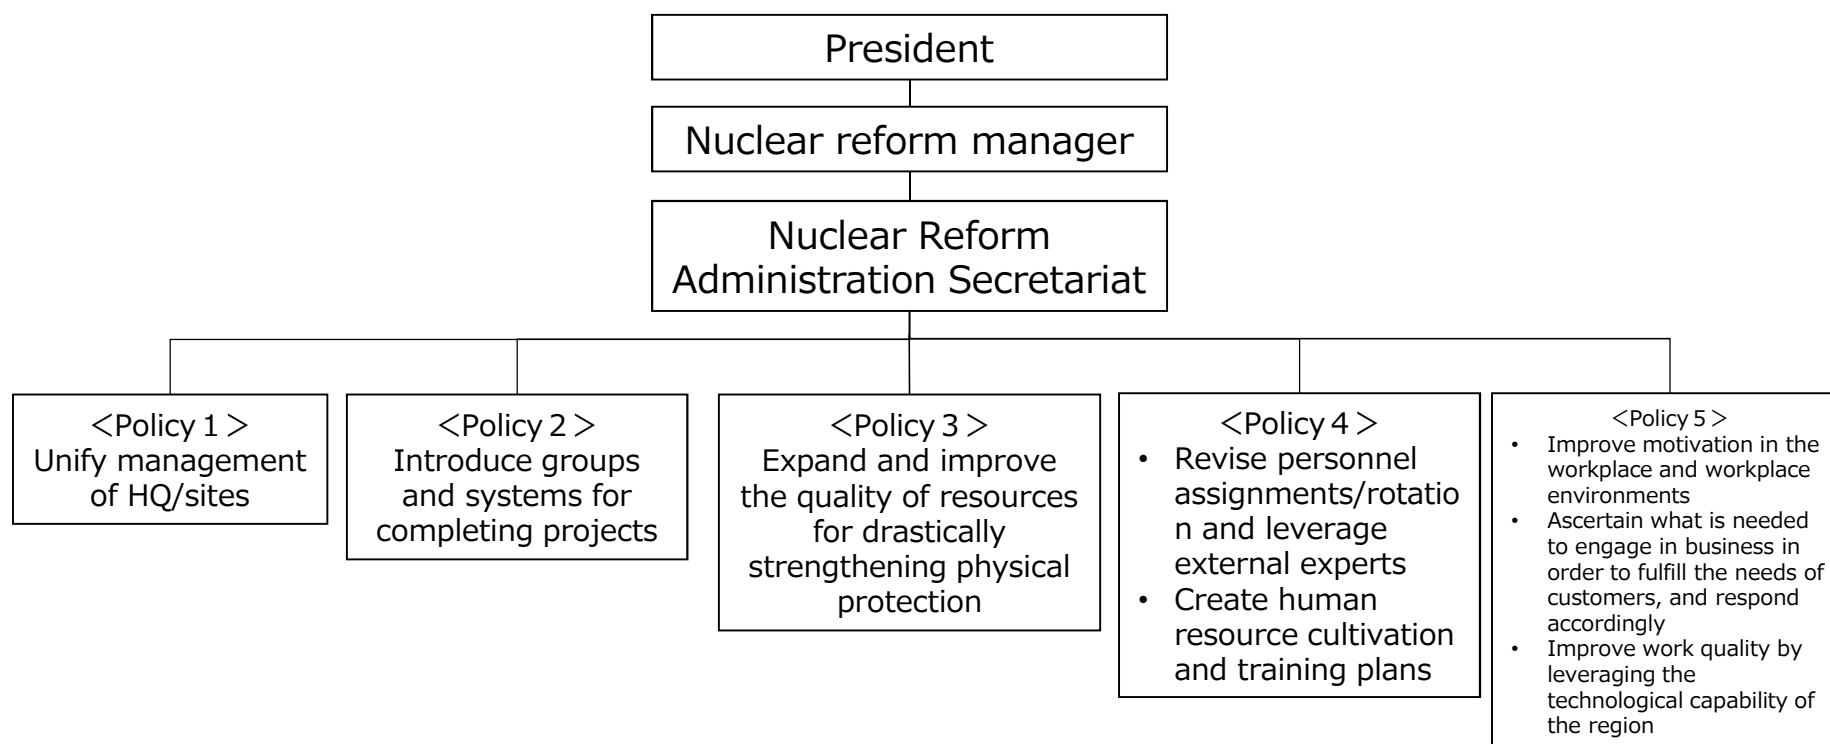 President
Nuclear reform manager
Nuclear Reform
Administration Secretariat
＜Policy 1＞
Unify management
of HQ/sites
＜Policy 2＞
Introduce groups
and systems for
completing projects
＜Policy 3＞
Expand and improve
the quality of resources
for drastically
strengthening physical
protection
＜Policy 4＞
• Revise personnel
assignments/rotatio
n and leverage
external experts
• Create human
resource cultivation
and training plans
＜Policy 5＞
• Improve motivation in the
workplace and workplace
environments
• Ascertain what is needed
to engage in business in
order to fulfill the needs of
customers, and respond
accordingly
• Improve work quality by
leveraging the
technological capability of
the region